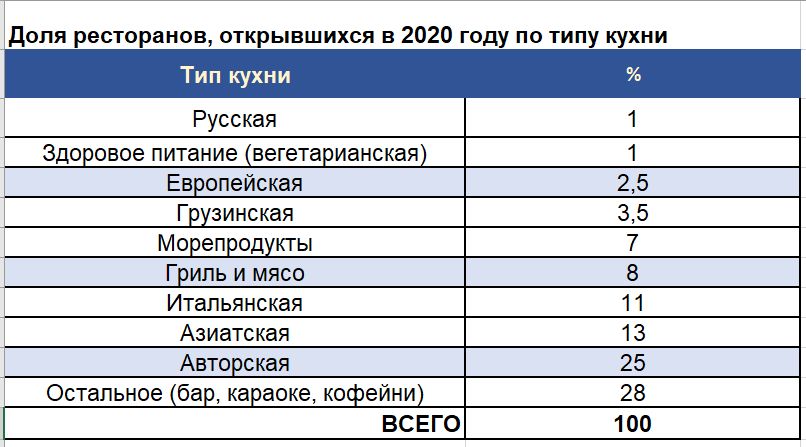 Доля ресторанов, открывшихся в 2020 году по типу кухни
Тип кухни %
Русская 1
Здоровое питание (вегетарианская) 1
Европейская 2,5
Грузинская 3,5
Морепродукты 7
Гриль и мясо 8
Итальянская 11
Азиатская 13
Авторская 25
Остальное (бар, караоке, кофейни) 28
ВСЕГО 100